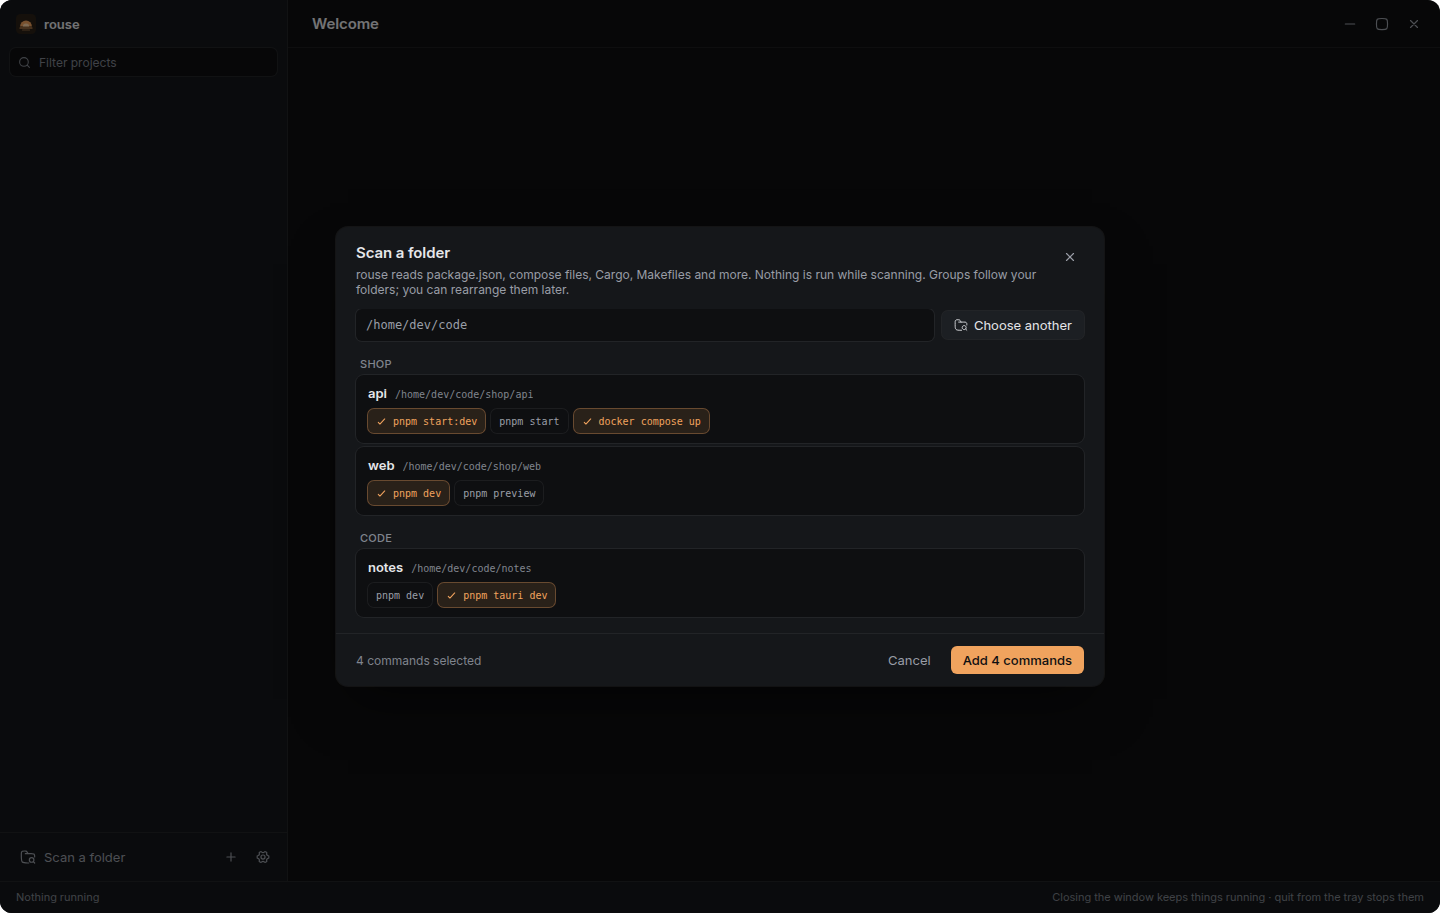 rouse
Welcome
Filter projects
Scan a folder
rouse reads package.json, compose files, Cargo, Makefiles and more. Nothing is run while scanning. Groups follow your
folders; you can rearrange them later.
/home/dev/code
Choose another
SHOP
api /home/dev/code/shop/api
pnpm start:dev pnpm start docker compose up
web /home/dev/code/shop/web
pnpm dev pnpm preview
CODE
notes /home/dev/code/notes
pnpm dev pnpm tauri dev
4 commands selected
Cancel
Add 4 commands
Scan a folder
Nothing running
Closing the window keeps things running · quit from the tray stops them